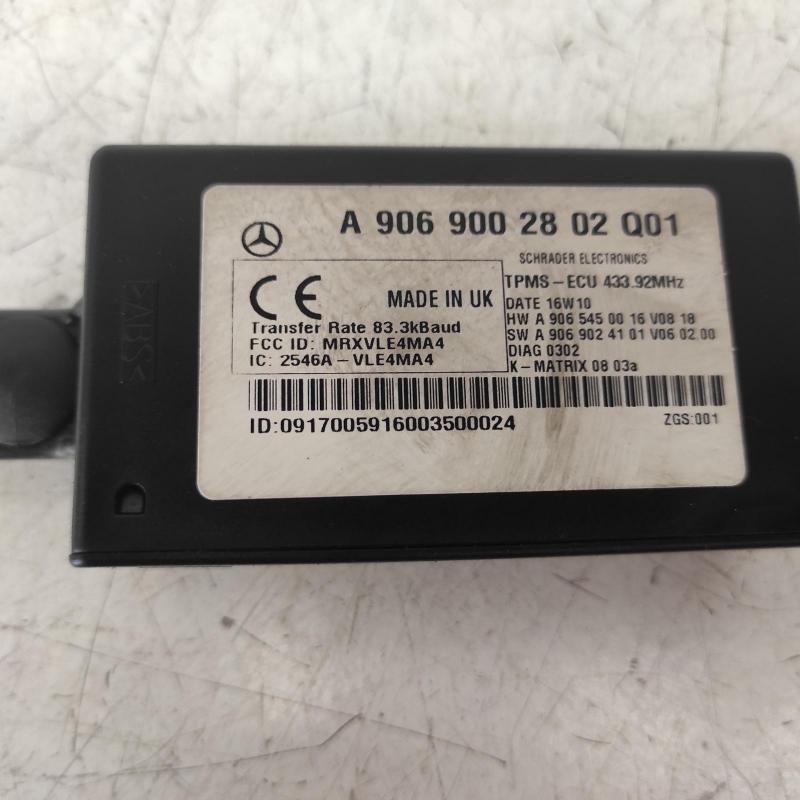 A 906 900 28 02 Q01
SCHRADER ELECTRONICS
CE MADE IN UK
Transfer Rate 83.3kBaud
FCC ID: MRXVLE4MA4
IC: 2546A-VLE4MA4
TPMS-ECU 433.92MHz
DATE 16W10
HW A 906 545 00 16 V08 18
SW A 906 902 41 01 V06 02.00
DIAG 0302
K-MATRIX 08 03a
ID:0917005916003500024
ZGS:001
>ABS<